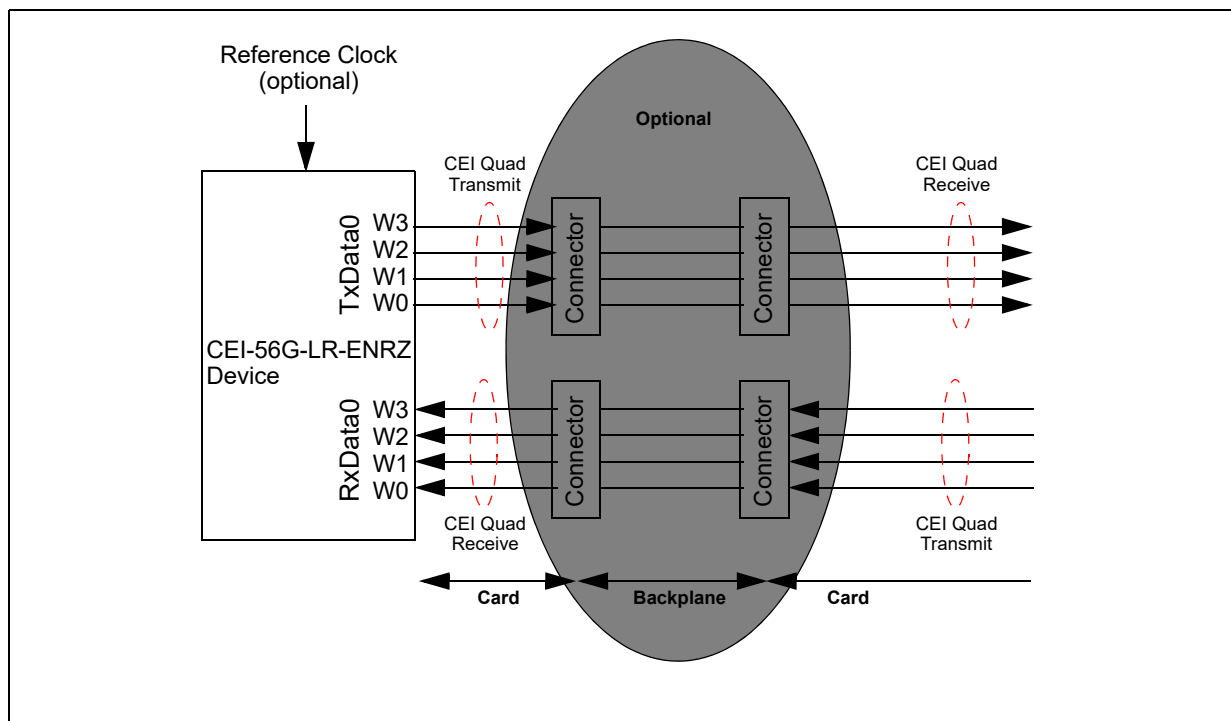 Reference Clock
(optional)
Optional
CEI Quad
Transmit
CEI Quad
Receive
TxData0
W3
W2
W1
W0
Connector
Connector
CEI-56G-LR-ENRZ
Device
RxData0
W3
W2
W1
W0
Connector
Connector
CEI Quad
Receive
CEI Quad
Transmit
Card
Backplane
Card